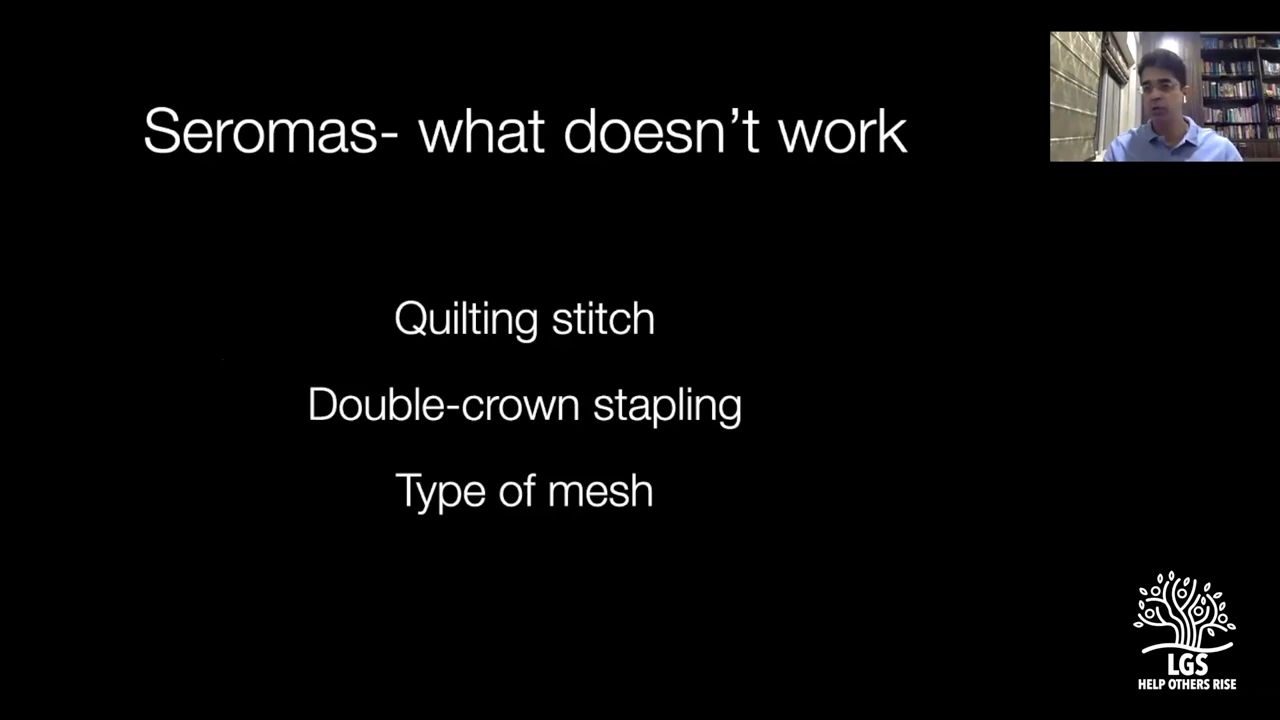 Seromas- what doesn’t work
Quilting stitch
Double-crown stapling
Type of mesh
LGS
HELP OTHERS RISE